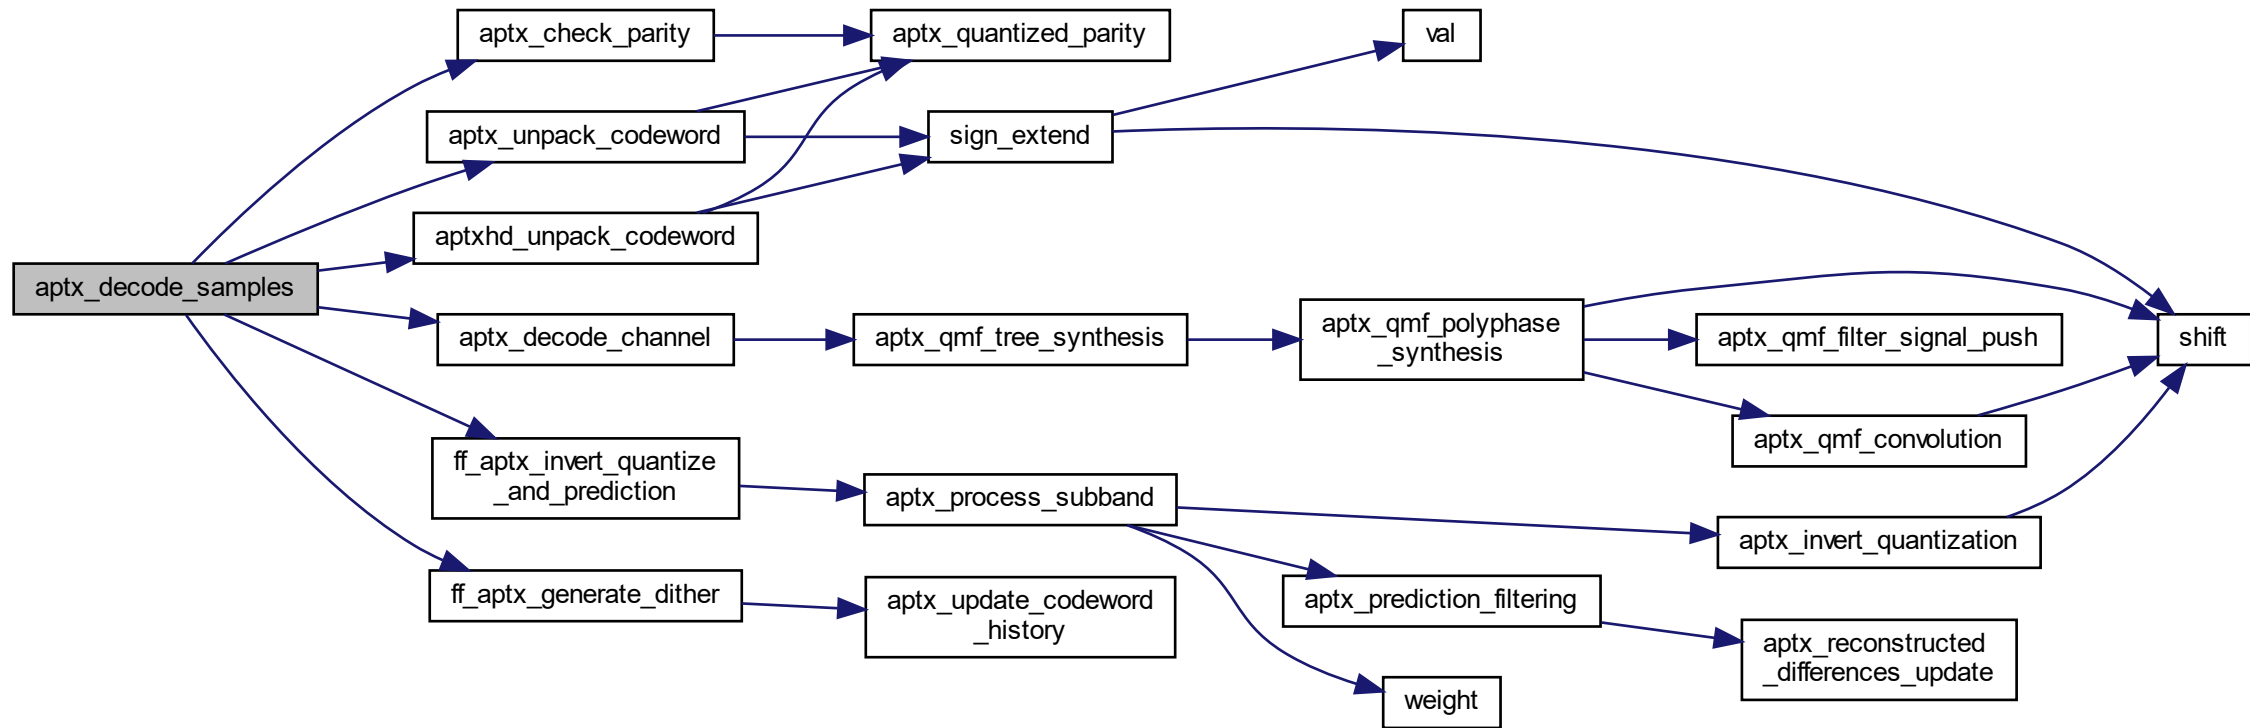 aptx_decode_samples
aptx_check_parity
aptx_unpack_codeword
aptxhd_unpack_codeword
aptx_decode_channel
ff_aptx_invert_quantize
_and_prediction
ff_aptx_generate_dither
aptx_quantized_parity
sign_extend
aptx_qmf_tree_synthesis
aptx_process_subband
aptx_update_codeword
_history
val
aptx_qmf_polyphase
_synthesis
aptx_prediction_filtering
weight
aptx_qmf_filter_signal_push
aptx_qmf_convolution
aptx_invert_quantization
aptx_reconstructed
_differences_update
shift